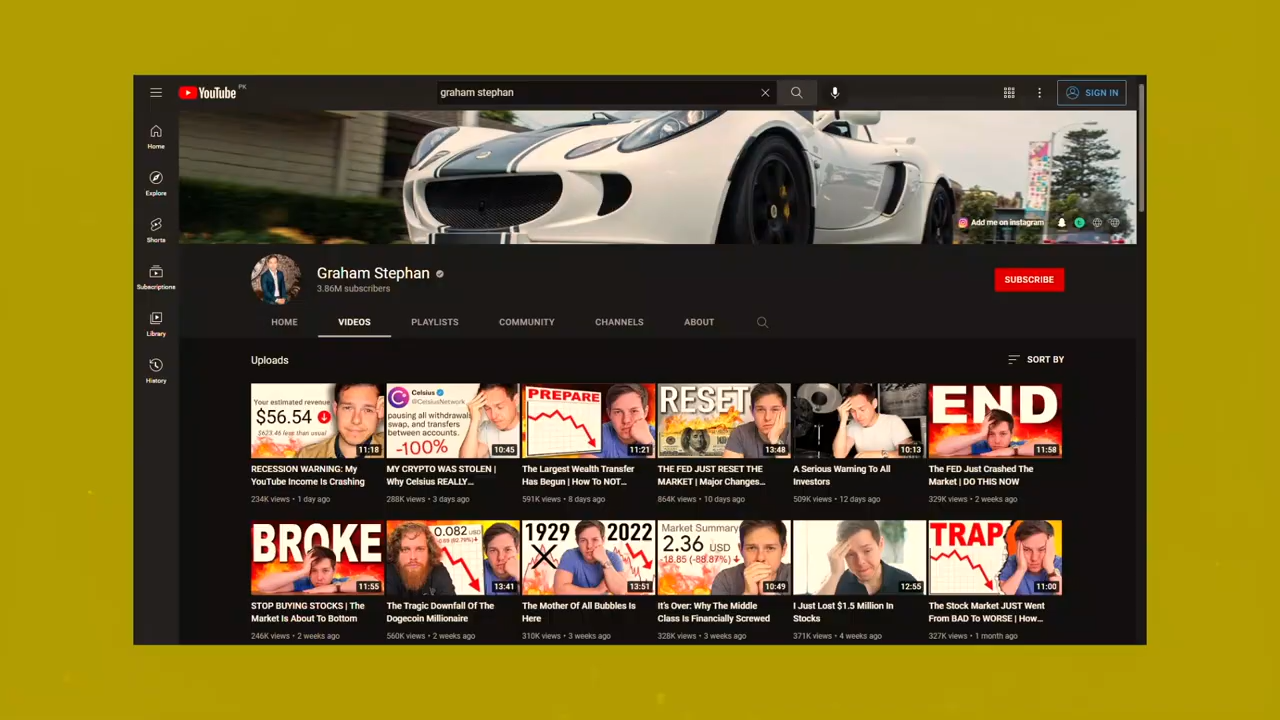 YouTube PK
graham stephan
SIGN IN
Home
Explore
Shorts
Subscriptions
Library
History
Add me on instagram
Graham Stephan
3.86M subscribers
SUBSCRIBE
HOME VIDEOS PLAYLISTS COMMUNITY CHANNELS ABOUT
Uploads
SORT BY
Your estimated revenue
$56.54
$623.46 less than usual
11:18
Celsius
@CelsiusNetwork
pausing all withdrawals
swap, and transfers
between accounts.
-100%
10:45
PREPARE
11:21
RESET
13:48
10:13
END
11:58
RECESSION WARNING: My
YouTube Income Is Crashing
234K views • 1 day ago
MY CRYPTO WAS STOLEN |
Why Celsius REALLY...
288K views • 3 days ago
The Largest Wealth Transfer
Has Begun | How To NOT...
591K views • 8 days ago
THE FED JUST RESET THE
MARKET | Major Changes...
864K views • 10 days ago
A Serious Warning To All
Investors
509K views • 12 days ago
The FED Just Crashed The
Market | DO THIS NOW
329K views • 2 weeks ago
BROKE
11:55
0.082 USD
13:41
1929 2022
13:51
Market Summary
2.36 USD
-18.85 (-88.87%)
10:49
12:55
TRAP
11:00
STOP BUYING STOCKS | The
Market Is About To Bottom
246K views • 2 weeks ago
The Tragic Downfall Of The
Dogecoin Millionaire
560K views • 2 weeks ago
The Mother Of All Bubbles Is
Here
310K views • 3 weeks ago
It's Over: Why The Middle
Class Is Financially Screwed
328K views • 3 weeks ago
I Just Lost $1.5 Million In
Stocks
371K views • 4 weeks ago
The Stock Market JUST Went
From BAD To WORSE | How...
327K views • 1 month ago